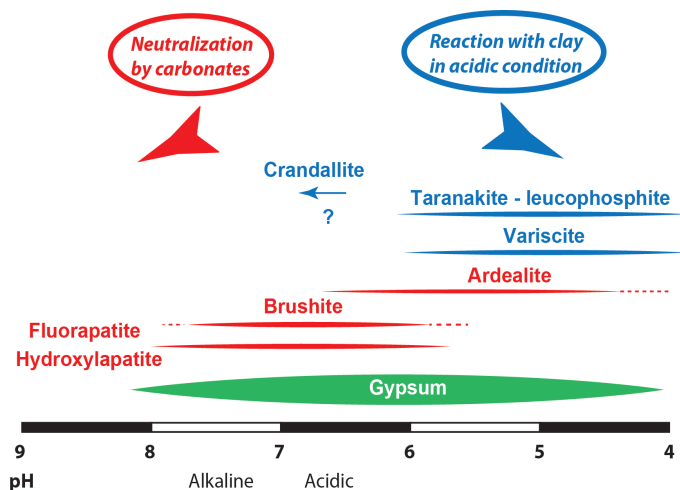 Neutralization
by carbonates
Reaction with clay
in acidic condition
Crandallite
?
Taranakite - leucophosphite
Variscite
Ardealite
Brushite
Fluorapatite
Hydroxylapatite
Gypsum
9 8 7 6 5 4
pH Alkaline Acidic